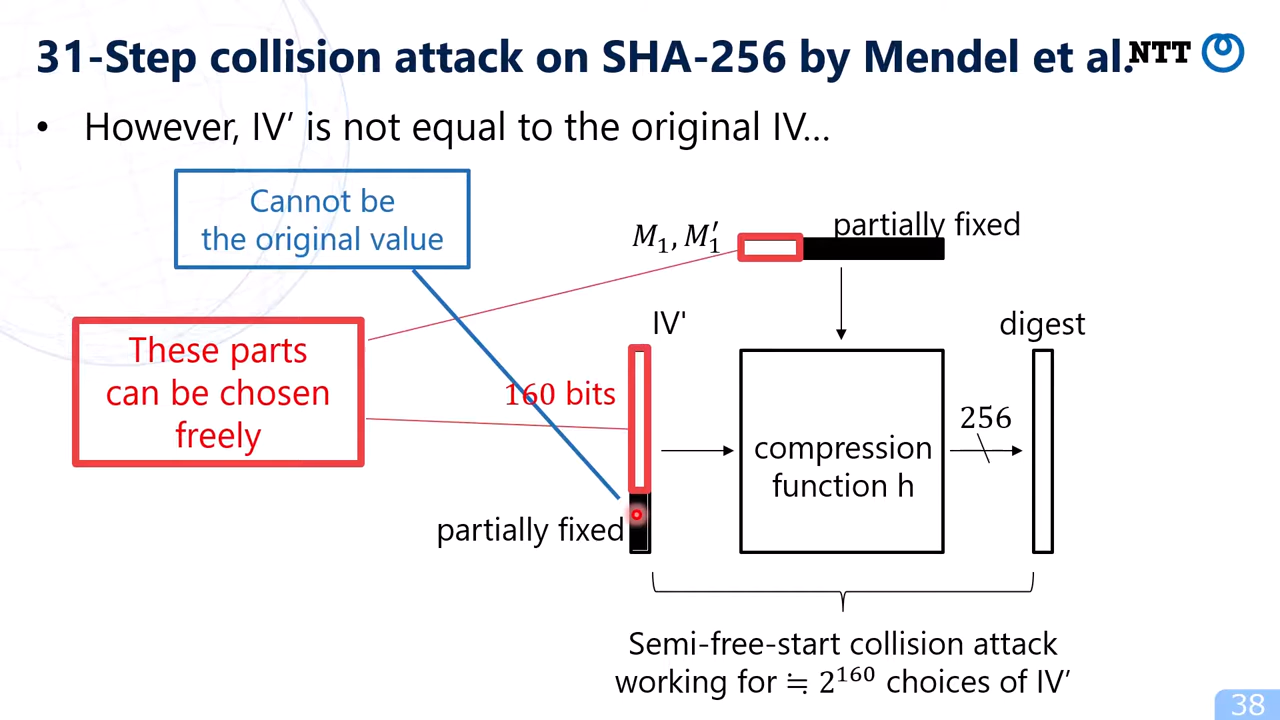 31-Step collision attack on SHA-256 by Mendel et al.
NTT
• However, IV’ is not equal to the original IV…
Cannot be
the original value
partially fixed
M₁, M₁′
IV'
digest
These parts
can be chosen
freely
160 bits
256
compression
function h
partially fixed
Semi-free-start collision attack
working for ≒ 2¹⁶⁰ choices of IV’
38